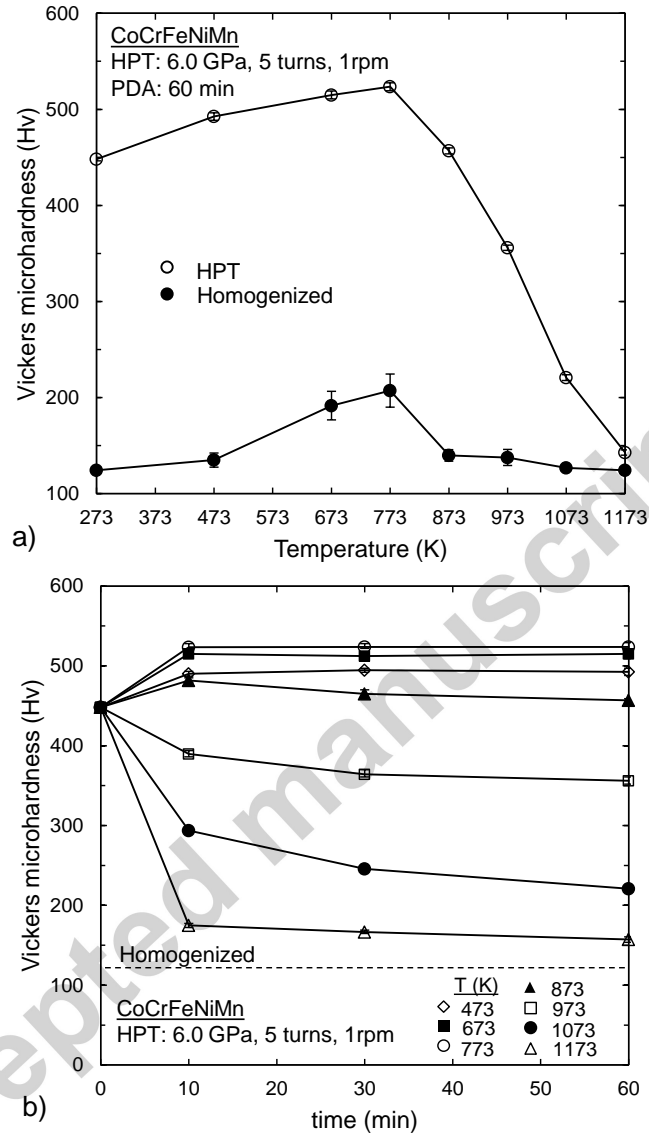 600
CoCrFeNiMn
HPT: 6.0 GPa, 5 turns, 1rpm
PDA: 60 min
500
400
300
200
100
HPT
Homogenized
Vickers microhardness (Hv)
273 373 473 573 673 773 873 973 1073 1173
Temperature (K)
a)
600
500
400
300
200
100
0
Vickers microhardness (Hv)
Homogenized
CoCrFeNiMn
HPT: 6.0 GPa, 5 turns, 1rpm
T (K)
473
673
773
873
973
1073
1173
0 10 20 30 40 50 60
time (min)
b)
epted manuscrip